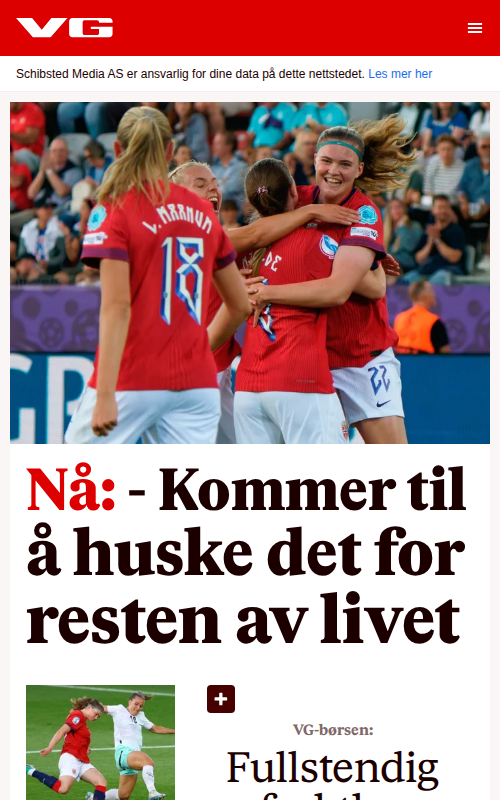 VG
Schibsted Media AS er ansvarlig for dine data på dette nettstedet. Les mer
V. MAANUM
18
22
Nå: - Kommer til
å huske det for
resten av livet
VG-børsen:
Fullstendig